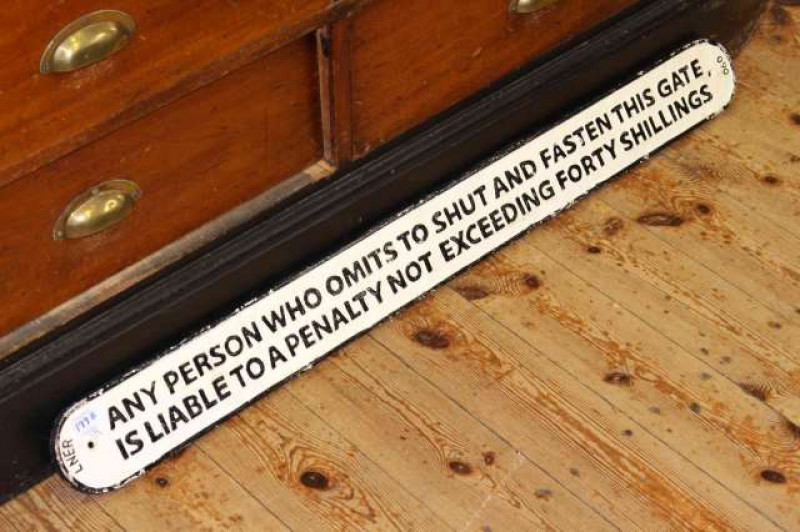 LNER
ANY PERSON WHO OMITS TO SHUT AND FASTEN THIS GATE,
IS LIABLE TO A PENALTY NOT EXCEEDING FORTY SHILLINGS